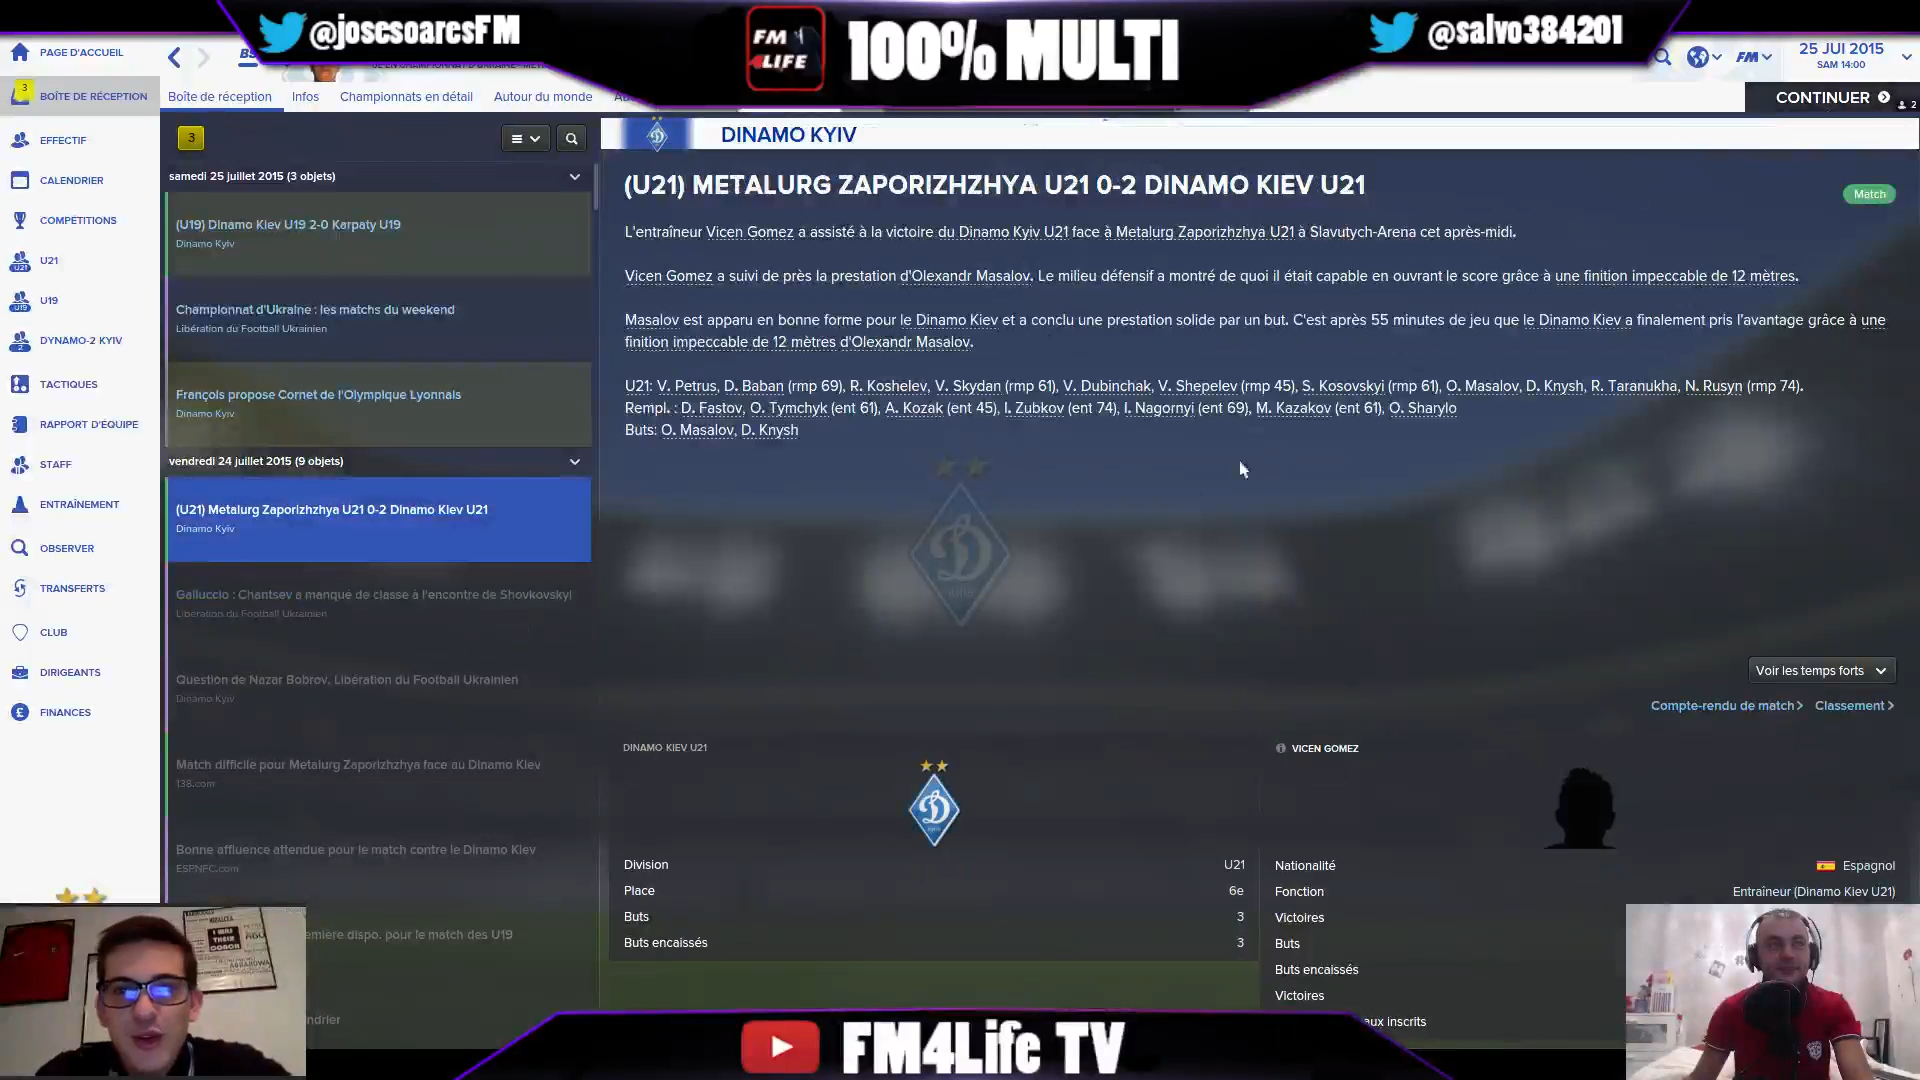 @josesoaresFM
FM 4LIFE
100% MULTI
@salvo384201
PAGE D'ACCUEIL
FM
25 JUI 2015
SAM 14:00
3
BOÎTE DE RÉCEPTION
Boîte de réception
Infos
Championnats en détail
Autour du monde
CONTINUER
2
EFFECTIF
CALENDRIER
COMPÉTITIONS
U21
U19
DYNAMO-2 KYIV
TACTIQUES
RAPPORT D'ÉQUIPE
STAFF
ENTRAÎNEMENT
OBSERVER
TRANSFERTS
CLUB
DIRIGEANTS
FINANCES
3
samedi 25 juillet 2015 (3 objets)
(U19) Dinamo Kiev U19 2-0 Karpaty U19
Dinamo Kyiv
Championnat d'Ukraine : les matchs du weekend
Libération du Football Ukrainien
François propose Cornet de l'Olympique Lyonnais
Dinamo Kyiv
vendredi 24 juillet 2015 (9 objets)
(U21) Metalurg Zaporizhzhya U21 0-2 Dinamo Kiev U21
Dinamo Kyiv
Galluccio : Chantsev a manqué de classe à l'encontre de Shovkovskyi
Libération du Football Ukrainien
Question de Nazar Bobrov, Libération du Football Ukrainien
Dinamo Kyiv
Match difficile pour Metalurg Zaporizhzhya face au Dinamo Kiev
138.com
Bonne affluence attendue pour le match contre le Dinamo Kiev
ESPNFC.com
dispo. pour le match des U19
DINAMO KYIV
(U21) METALURG ZAPORIZHZHYA U21 0-2 DINAMO KIEV U21
Match
L'entraîneur Vicen Gomez a assisté à la victoire du Dinamo Kyiv U21 face à Metalurg Zaporizhzhya U21 à Slavutych-Arena cet après-midi.
Vicen Gomez a suivi de près la prestation d'Olexandr Masalov. Le milieu défensif a montré de quoi il était capable en ouvrant le score grâce à une finition impeccable de 12 mètres.
Masalov est apparu en bonne forme pour le Dinamo Kiev et a conclu une prestation solide par un but. C'est après 55 minutes de jeu que le Dinamo Kiev a finalement pris l'avantage grâce à une
finition impeccable de 12 mètres d'Olexandr Masalov.
U21: V. Petrus, D. Baban (rmp 69), R. Koshelev, V. Skydan (rmp 61), V. Dubinchak, V. Shepelev (rmp 45), S. Kosovskyi (rmp 61), O. Masalov, D. Knysh, R. Taranukha, N. Rusyn (rmp 74).
Rempl. : D. Fastov, O. Tymchyk (ent 61), A. Kozak (ent 45), I. Zubkov (ent 74), I. Nagornyi (ent 69), M. Kazakov (ent 61), O. Sharylo
Buts: O. Masalov, D. Knysh
Voir les temps forts
Compte-rendu de match
Classement
DINAMO KIEV U21
Division U21
Place 6e
Buts 3
Buts encaissés 3
VICEN GOMEZ
Nationalité Espagnol
Fonction Entraîneur (Dinamo Kiev U21)
Victoires
Buts
Buts encaissés
Victoires
aux inscrits
I WAS THEIR COACH
FM4Life TV